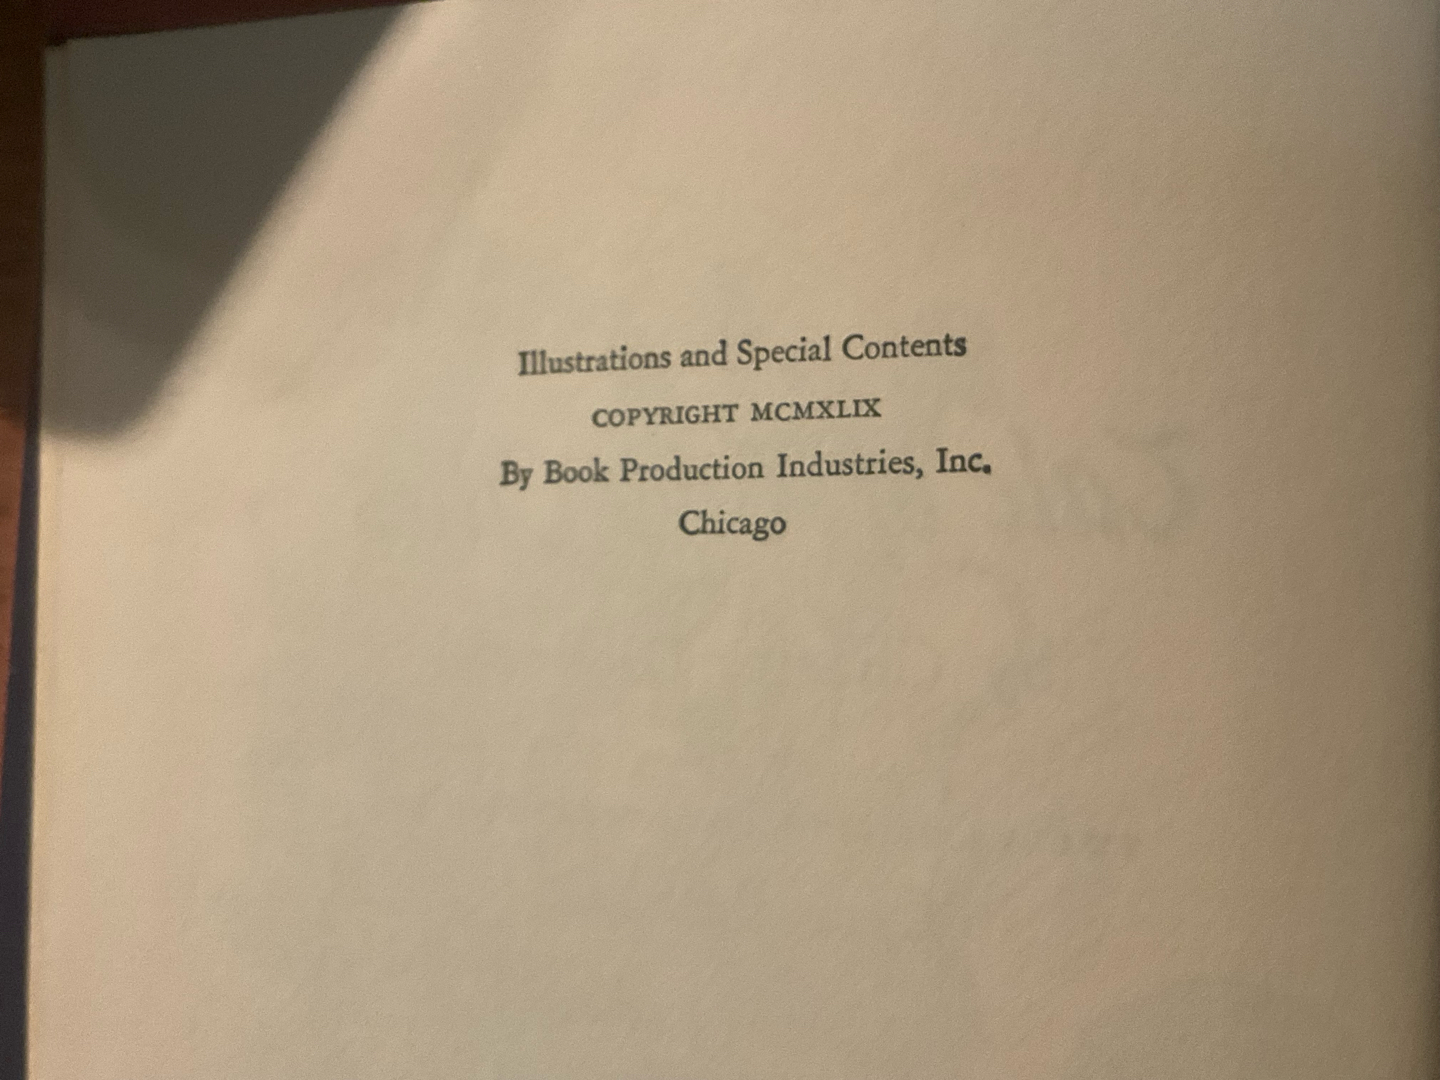 Illustrations and Special Contents
COPYRIGHT MCMXLIX
By Book Production Industries, Inc.
Chicago